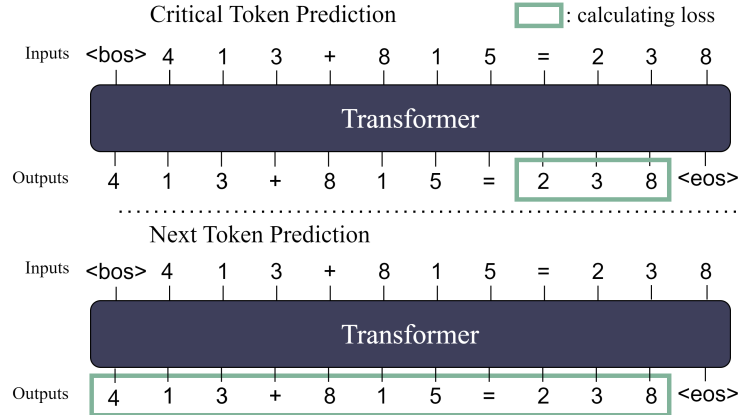 Critical Token Prediction
: calculating loss
Inputs <bos> 4 1 3 + 8 1 5 = 2 3 8
Transformer
Outputs 4 1 3 + 8 1 5 = 2 3 8 <eos>
Next Token Prediction
Inputs <bos> 4 1 3 + 8 1 5 = 2 3 8
Transformer
Outputs 4 1 3 + 8 1 5 = 2 3 8 <eos>